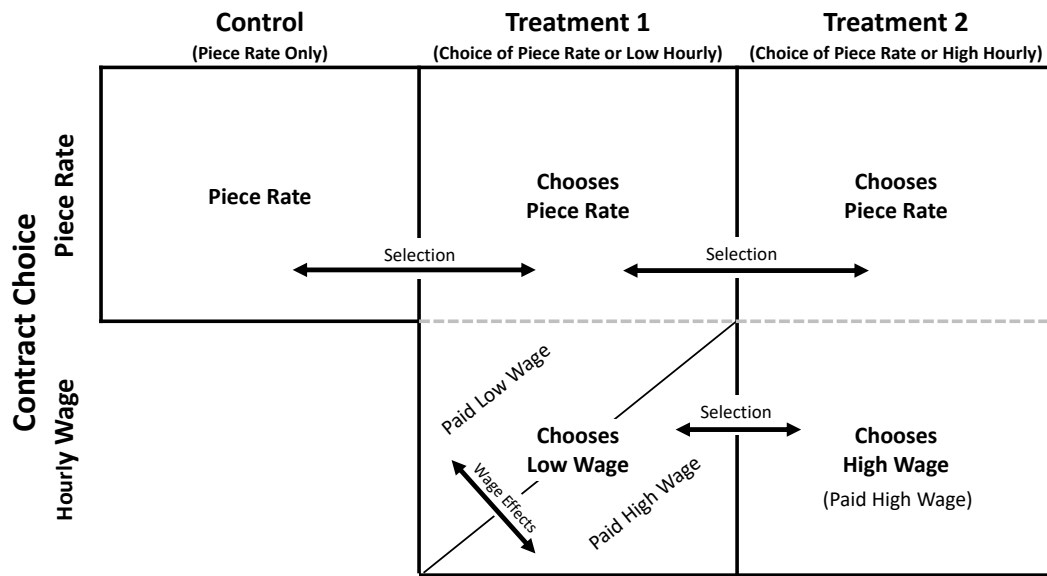 Control
(Piece Rate Only)
Treatment 1
(Choice of Piece Rate or Low Hourly)
Treatment 2
(Choice of Piece Rate or High Hourly)
Contract Choice
Piece Rate
Piece Rate
Chooses
Piece Rate
Chooses
Piece Rate
Selection
Selection
Hourly Wage
Paid Low Wage
Chooses
Low Wage
Wage Effects
Paid High Wage
Selection
Chooses
High Wage
(Paid High Wage)